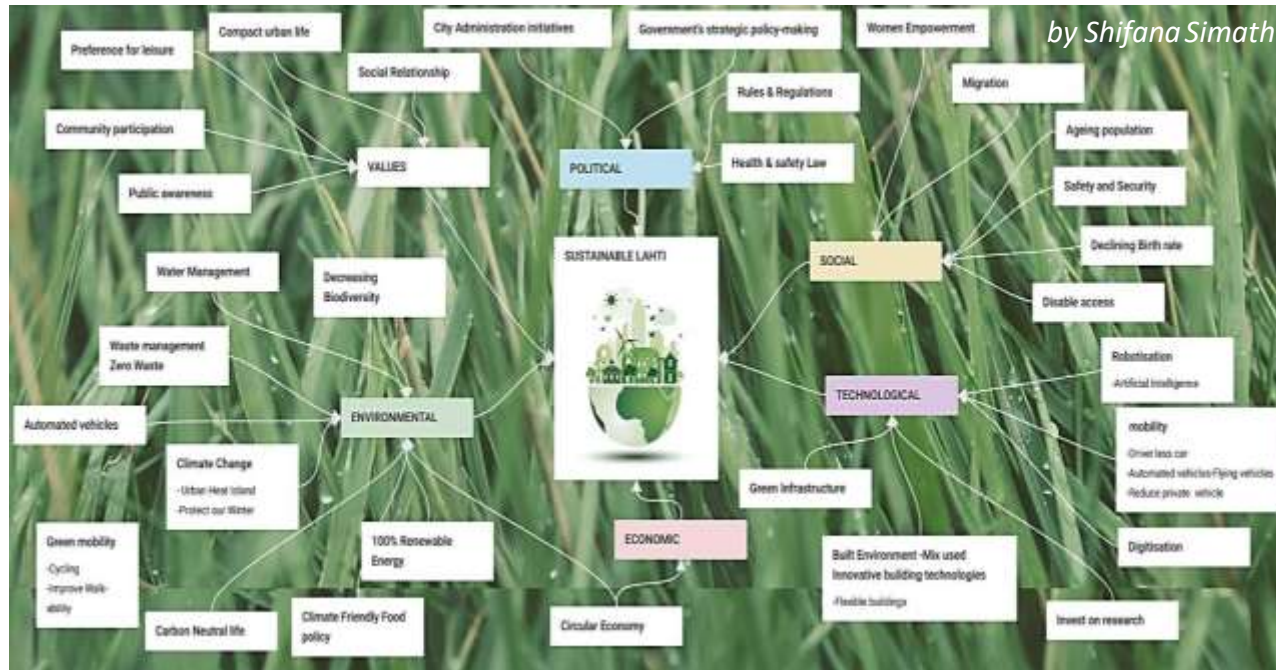 by Shifana Simath
Compact urban life
City Administration initiatives
Government's strategic policy-making
Women Empowerment
Preference for leisure
Social Relationship
Migration
Rules & Regulations
Community participation
Ageing population
VALUES
POLITICAL
Health & safety Law
Public awareness
Safety and Security
Water Management
Decreasing
Biodiversity
SUSTAINABLE LAHTI
SOCIAL
Declining Birth rate
Disable access
Waste management
Zero Waste
Robotisation
-Artificial Intelligence
Automated vehicles
ENVIRONMENTAL
TECHNOLOGICAL
mobility
-Driver less car
-Automated vehicles-Flying vehicles
-Reduce private vehicle
Climate Change
-Urban Heat Island
-Protect our Winter
Green Infrastructure
Green mobility
-Cycling
-Improve Walk-
ability
100% Renewable
Energy
ECONOMIC
Built Environment -Mix used
Innovative building technologies
-Flexible buildings
Digitisation
Carbon Neutral life
Climate Friendly Food
policy
Circular Economy
Invest on research